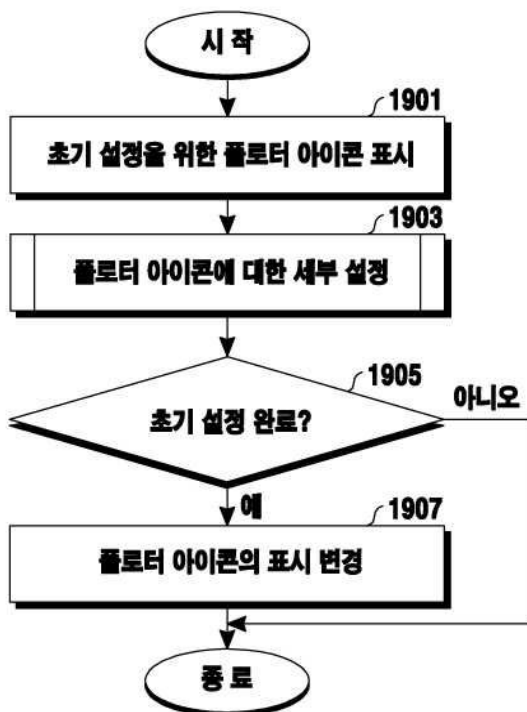 시 작
1901
초기 설정을 위한 플로터 아이콘 표시
1903
플로터 아이콘에 대한 세부 설정
1905
초기 설정 완료?
아니오
예
1907
플로터 아이콘의 표시 변경
종 료